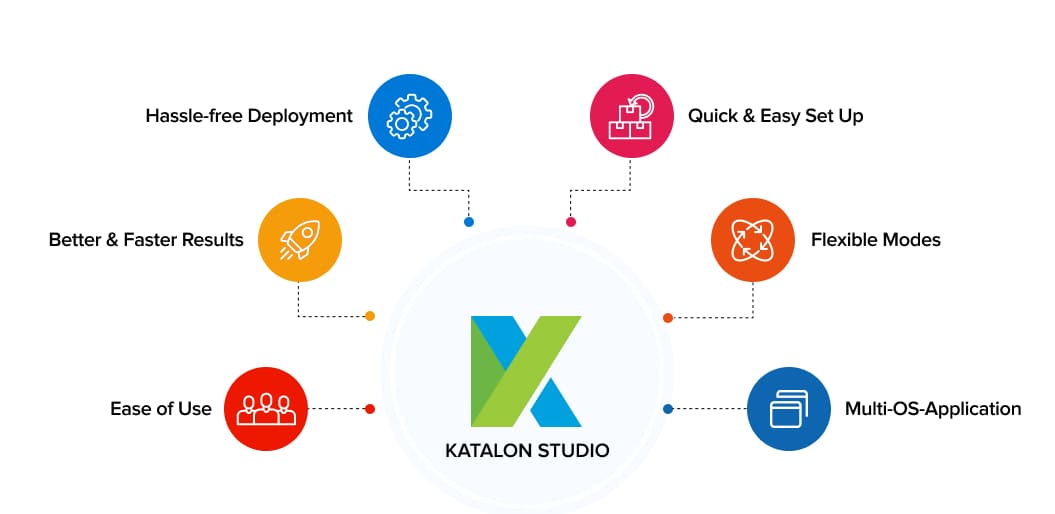 Hassle-free Deployment
Quick & Easy Set Up
Better & Faster Results
Flexible Modes
Ease of Use
Multi-OS-Application
KATALON STUDIO